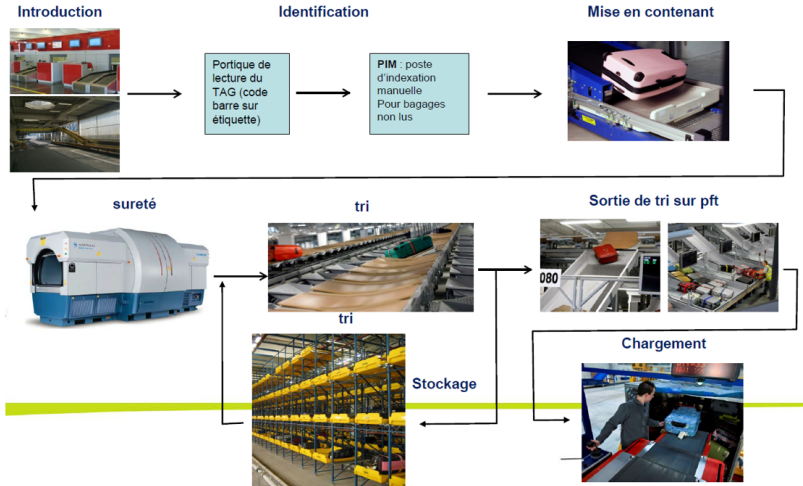 Introduction
Identification
Mise en contenant
Portique de
lecture du
TAG (code
barre sur
étiquette)
PIM : poste
d'indexation
manuelle
Pour bagages
non lus
sureté
tri
Sortie de tri sur pft
080
tri
Stockage
Chargement